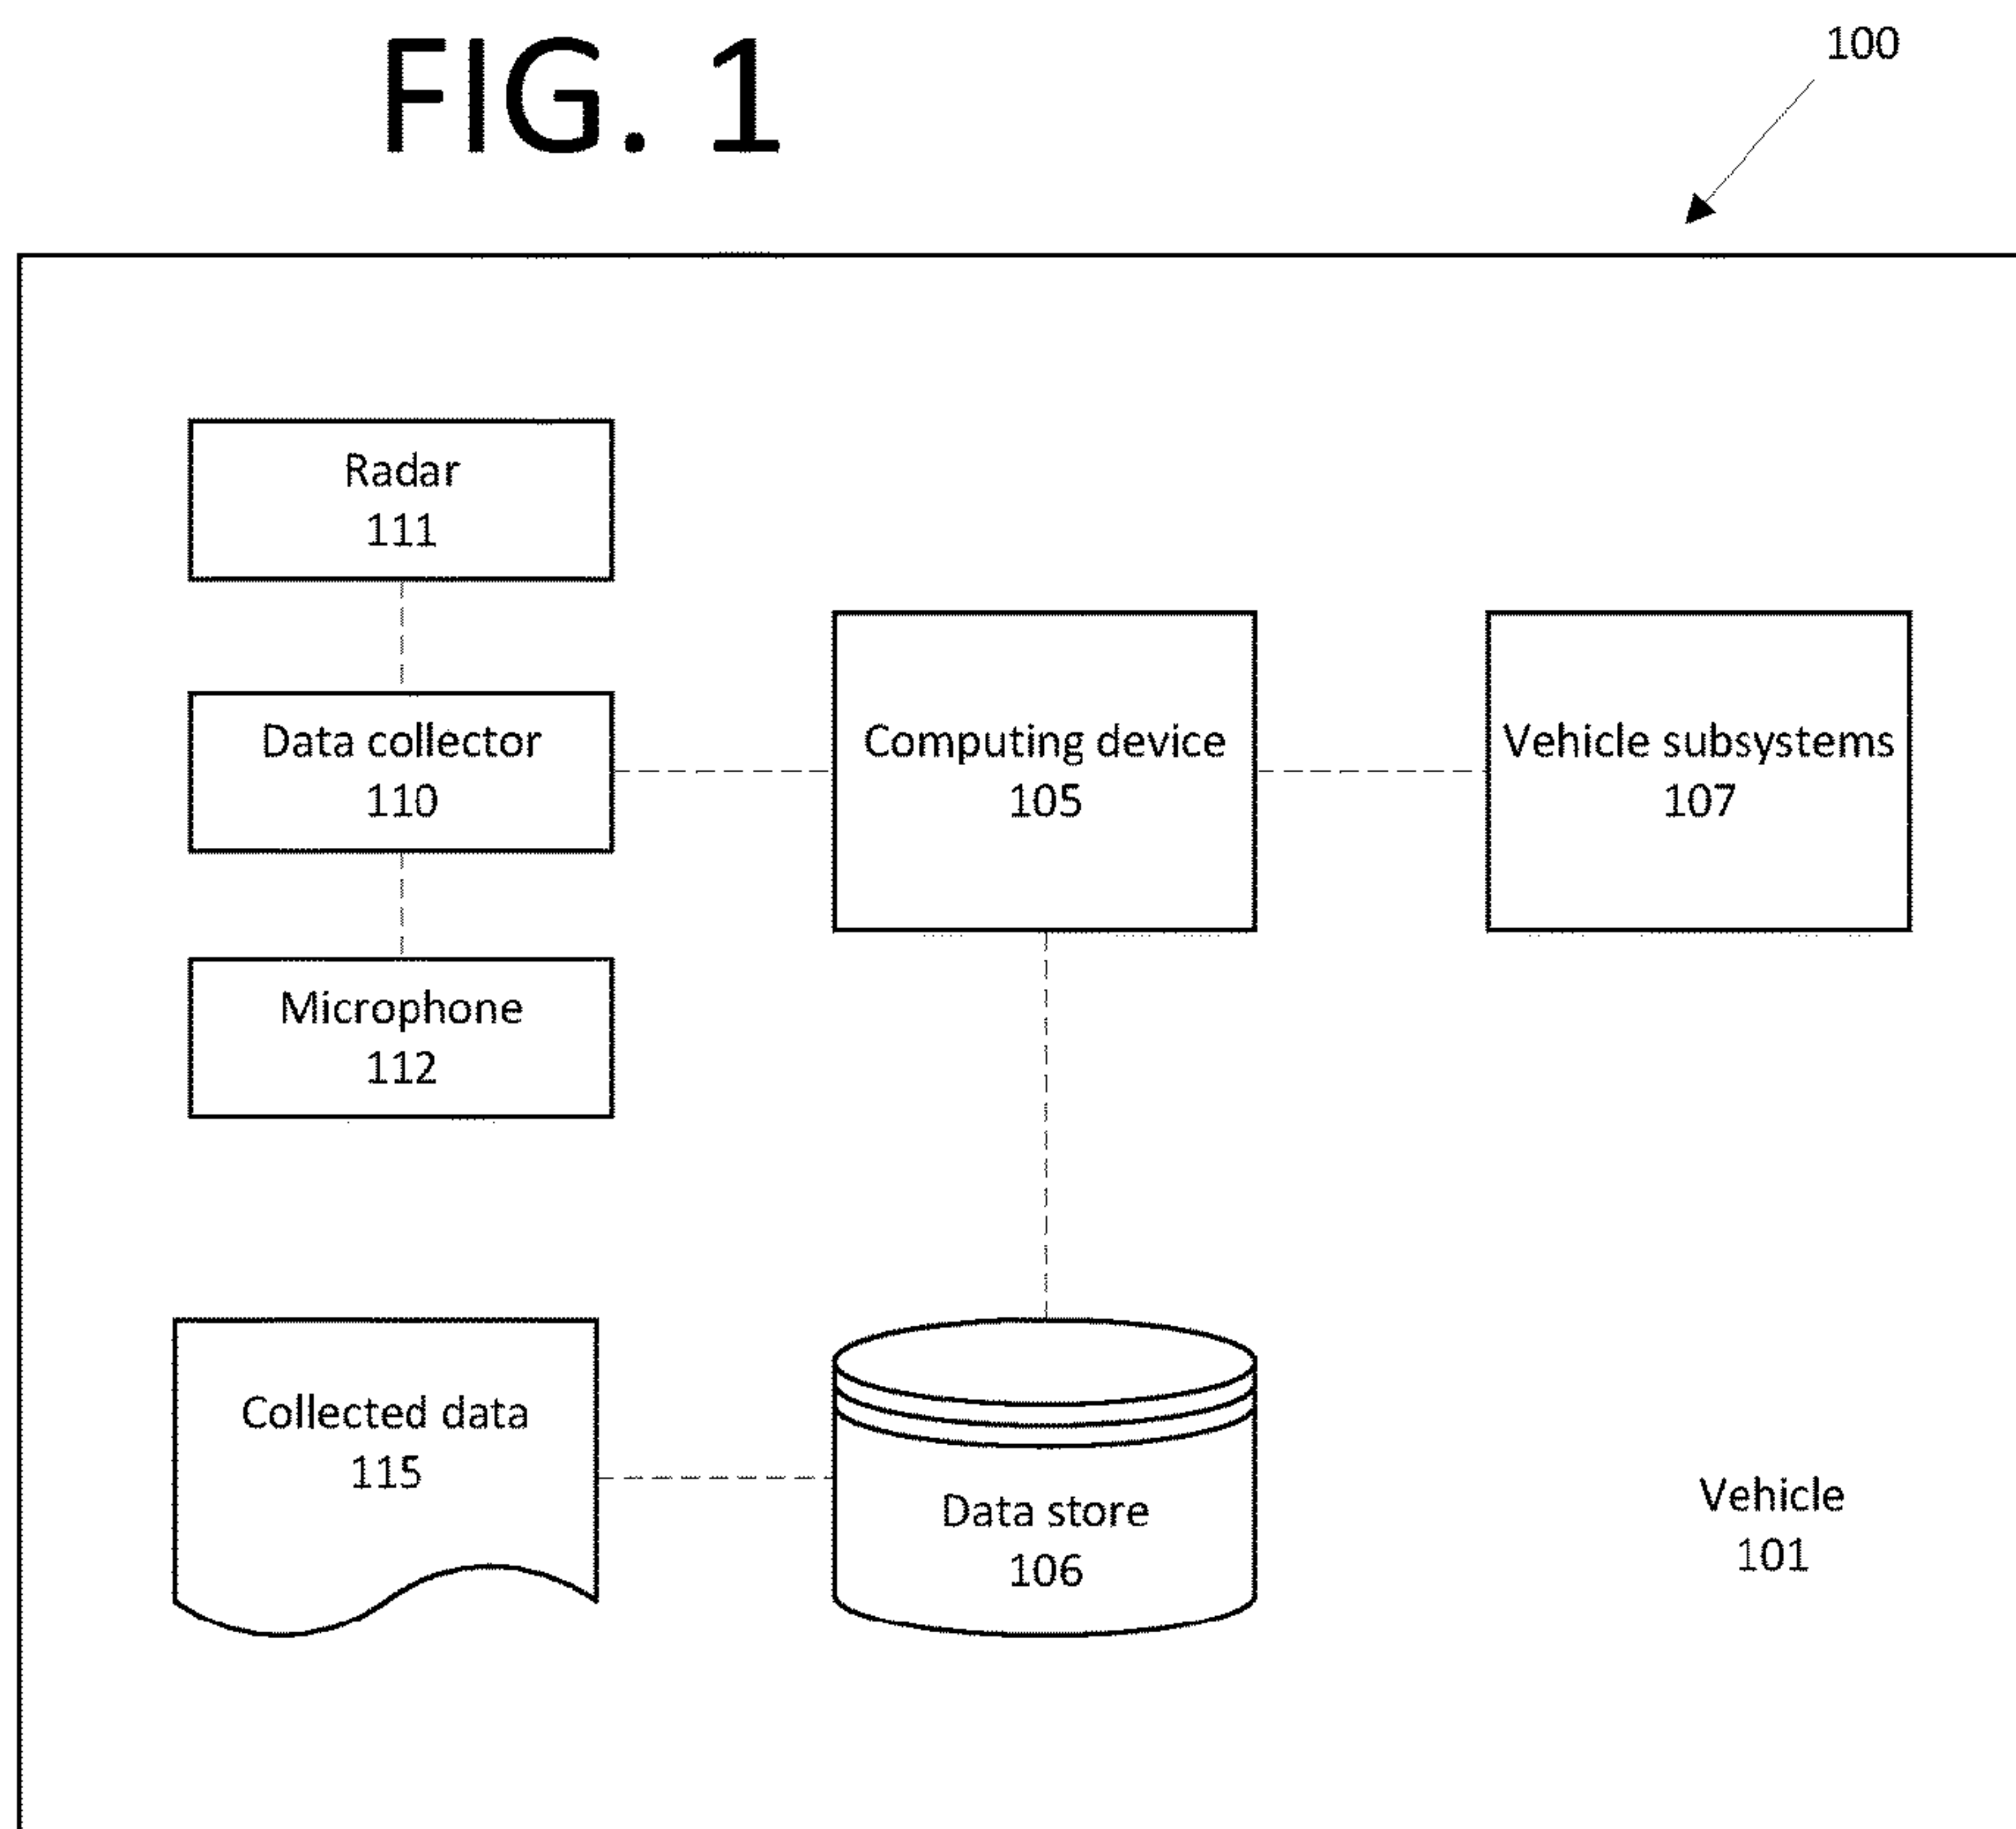 FIG. 1
100
Radar
111
Data collector
110
Computing device
105
Vehicle subsystems
107
Microphone
112
Collected data
115
Data store
106
Vehicle
101